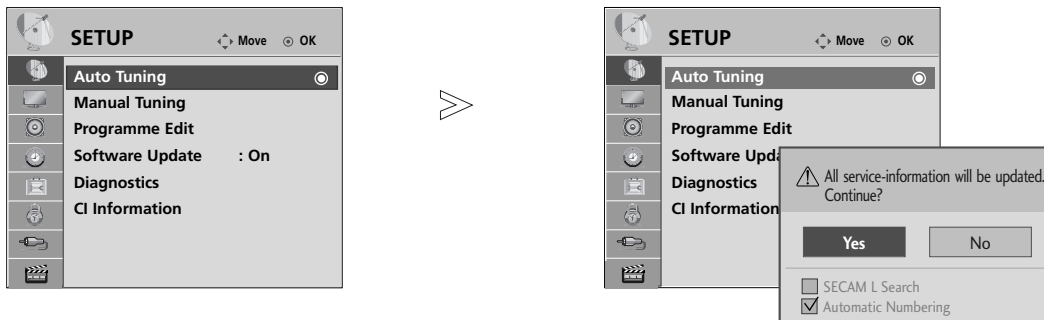 SETUP Move OK
Auto Tuning
Manual Tuning
Programme Edit
Software Update : On
Diagnostics
CI Information
SETUP Move OK
Auto Tuning
Manual Tuning
Programme Edit
Software Upda
Diagnostics
CI Information
All service-information will be updated.
Continue?
Yes No
SECAM L Search
Automatic Numbering